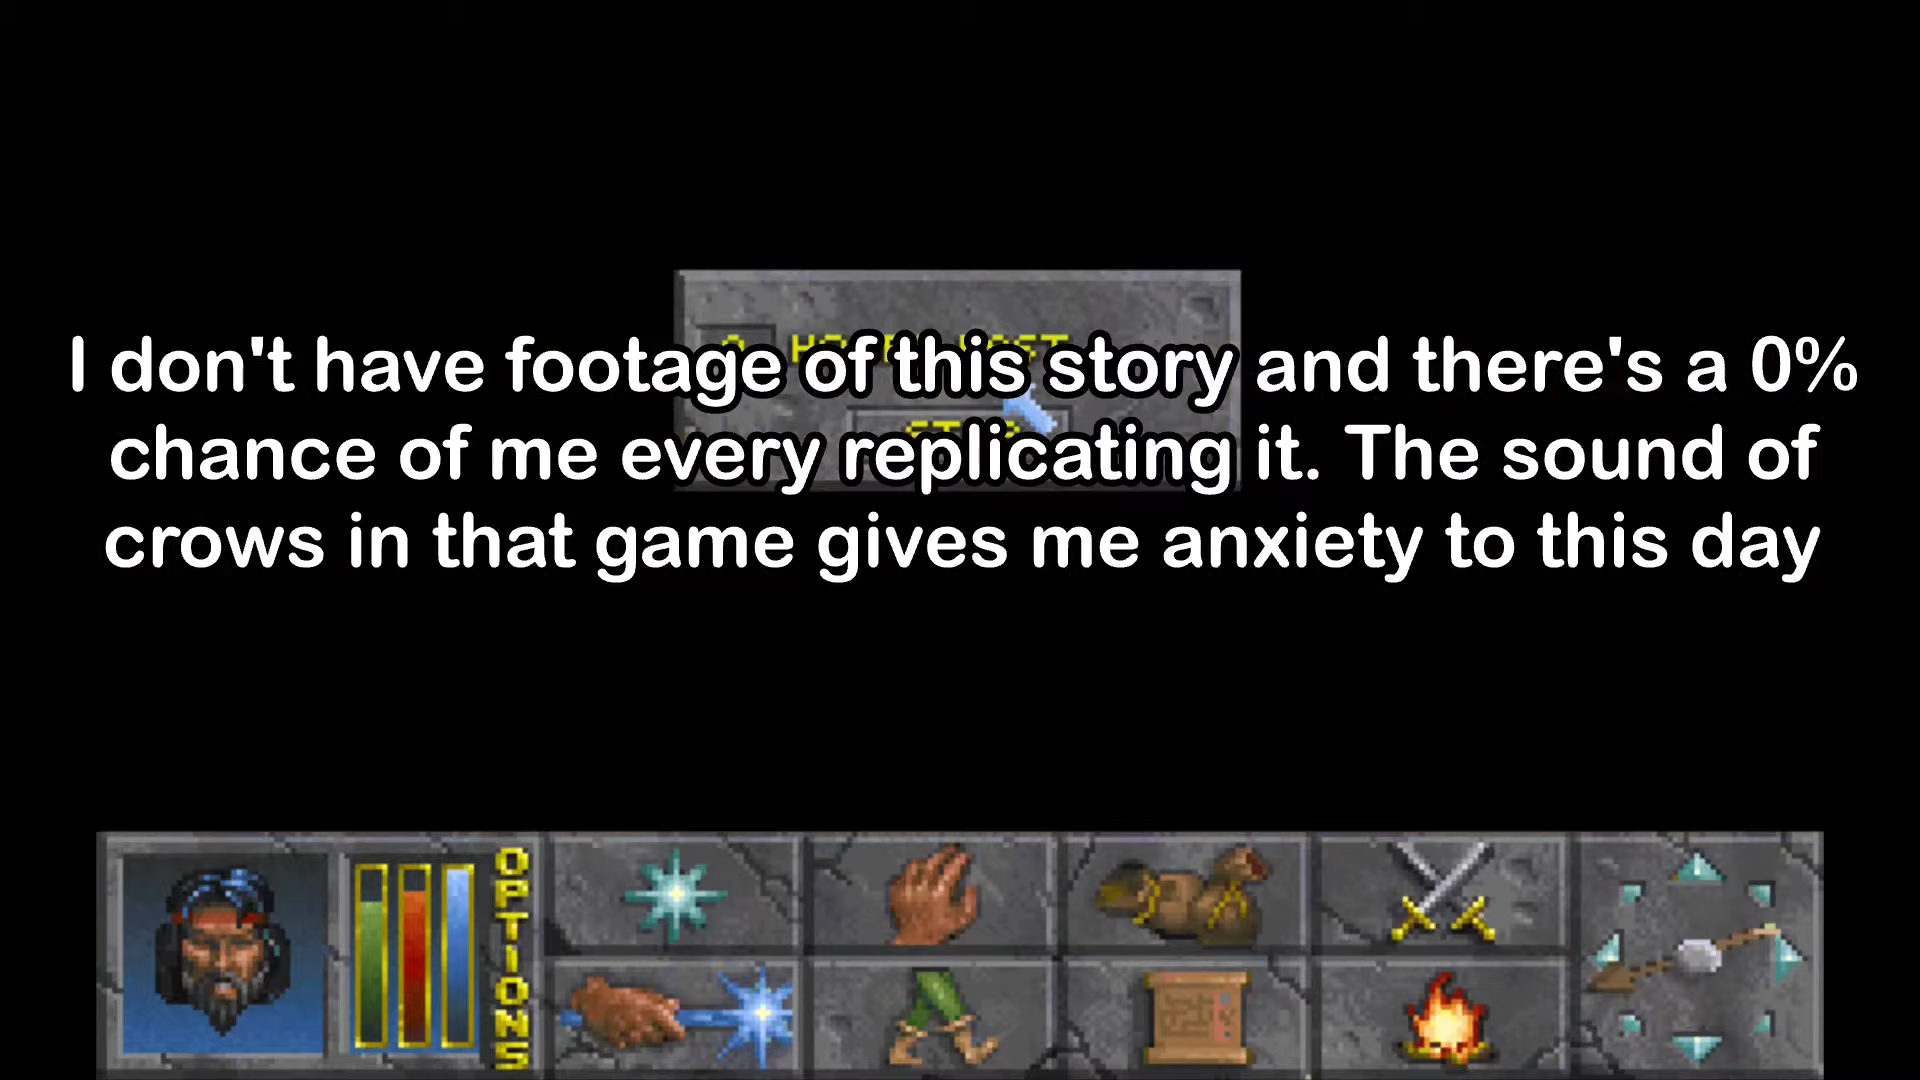 I don't have footage of this story and there's a 0%
chance of me every replicating it. The sound of
crows in that game gives me anxiety to this day
OPTIONS